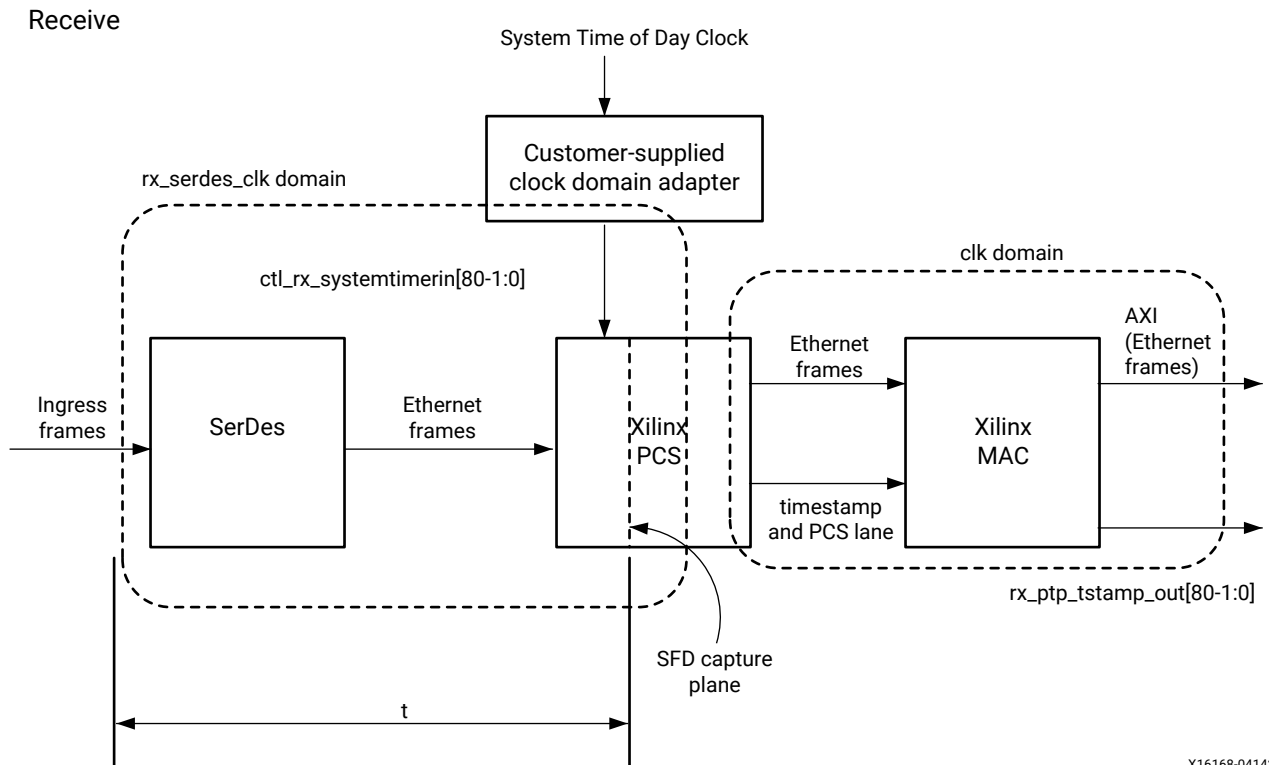 Receive
System Time of Day Clock
Customer-supplied
clock domain adapter
rx_serdes_clk domain
clk domain
ctl_rx_systemtimerin[80-1:0]
AXI
(Ethernet
frames)
Ethernet
frames
Ingress
frames
SerDes
Ethernet
frames
Xilinx
PCS
Xilinx
MAC
timestamp
and PCS lane
rx_ptp_tstamp_out[80-1:0]
SFD capture
plane
t